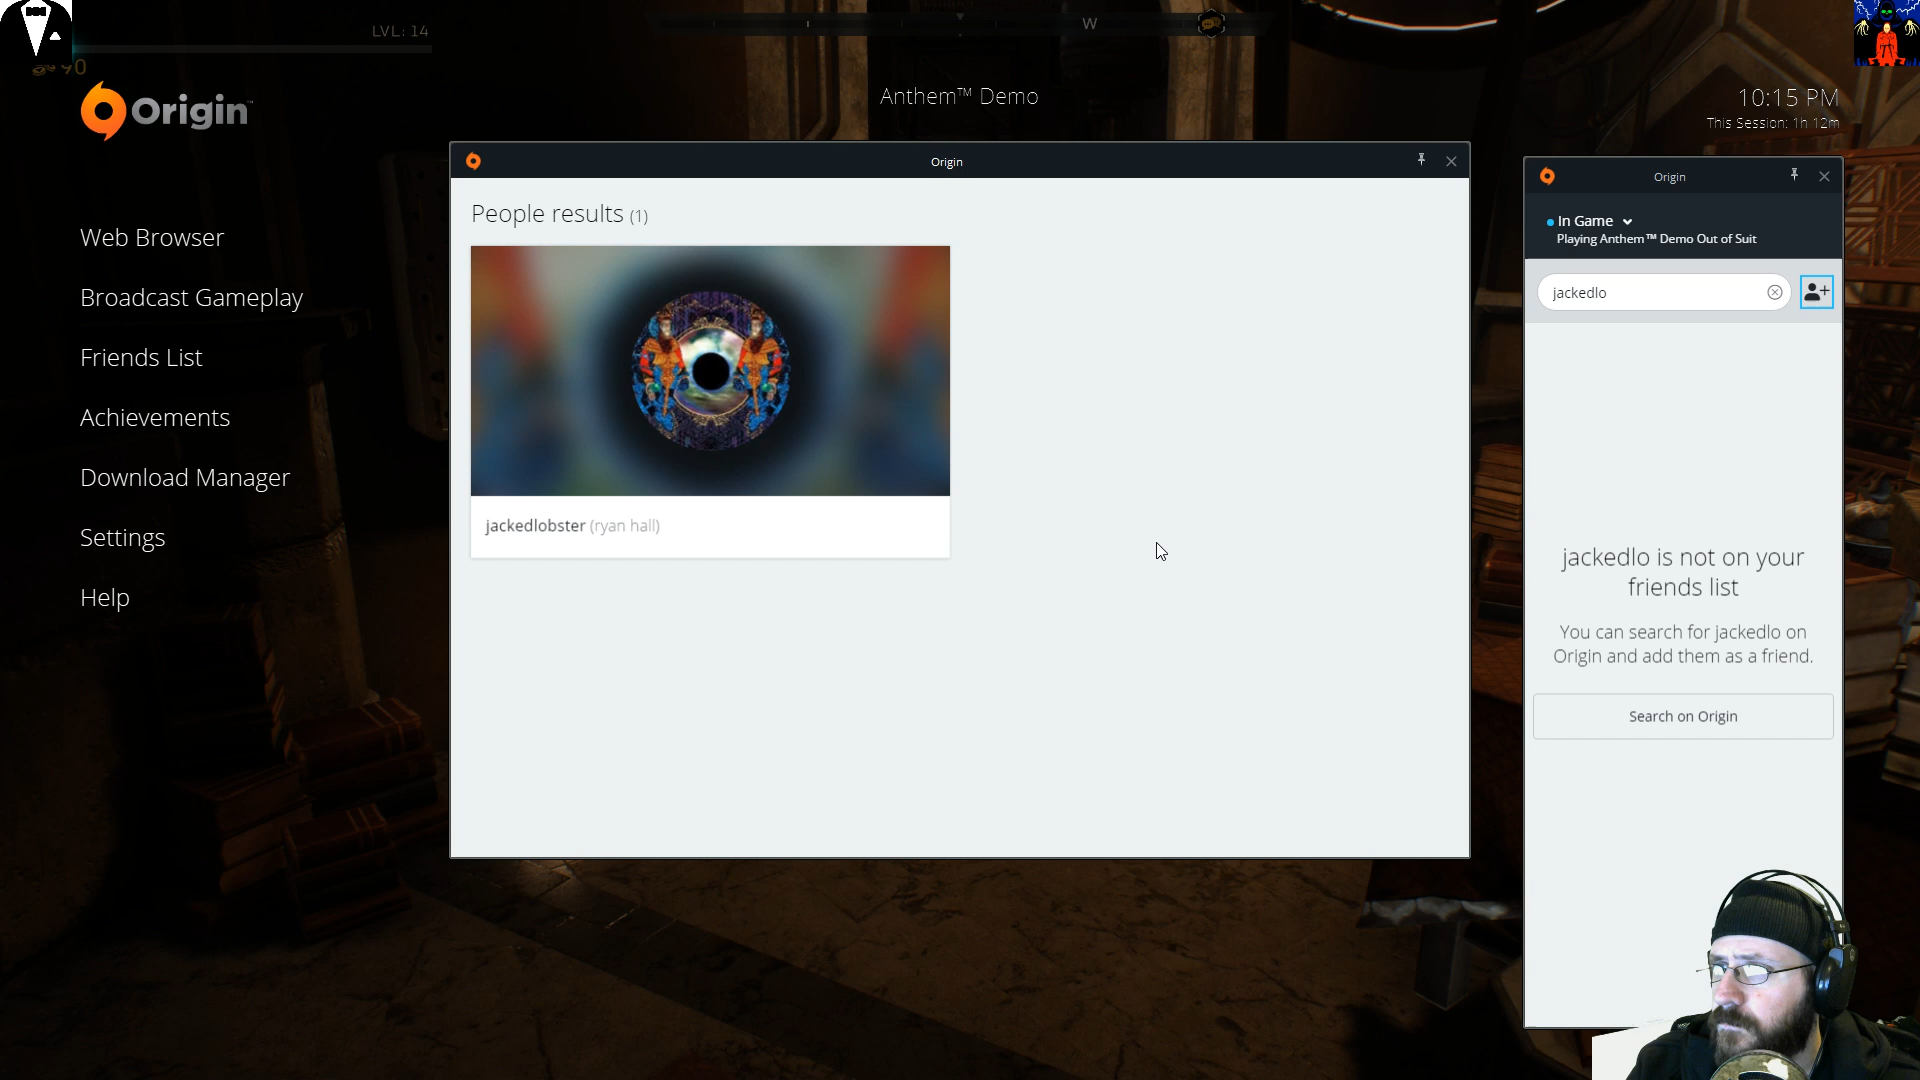 LVL: 14
90
W
Origin
Anthem™ Demo
10:15 PM
This Session: 1h 12m
Web Browser
Broadcast Gameplay
Friends List
Achievements
Download Manager
Settings
Help
Origin
People results (1)
jackedlobster (ryan hall)
Origin
In Game
Playing Anthem™ Demo Out of Suit
jackedlo
jackedlo is not on your
friends list
You can search for jackedlo on
Origin and add them as a friend.
Search on Origin